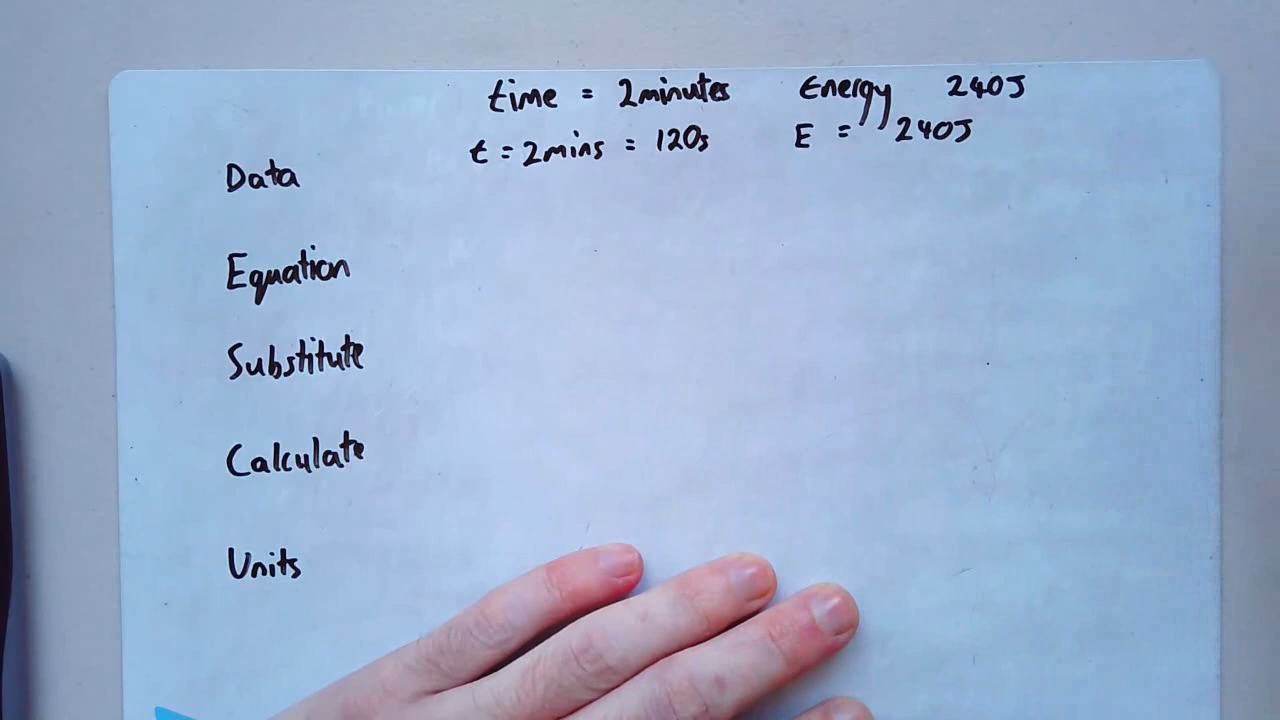 time = 2minutes Energy 240J
t = 2mins = 120s E = 240J
Data
Equation
Substitute
Calculate
Units